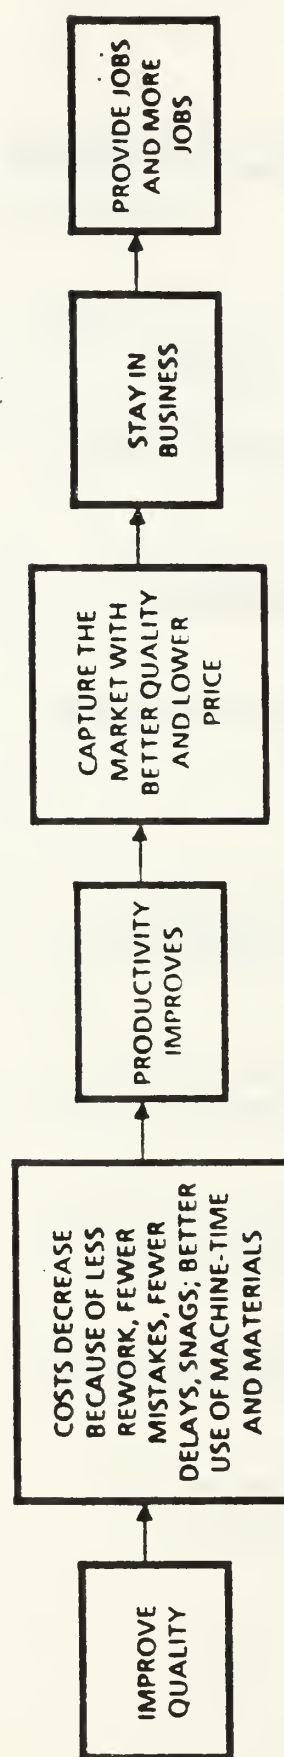 IMPROVE
QUALITY
COSTS DECREASE
BECAUSE OF LESS
REWORK, FEWER
MISTAKES, FEWER
DELAYS, SNAGS; BETTER
USE OF MACHINE-TIME
AND MATERIALS
PRODUCTIVITY
IMPROVES
CAPTURE THE
MARKET WITH
BETTER QUALITY
AND LOWER
PRICE
STAY IN
BUSINESS
PROVIDE JOBS
AND MORE
JOBS